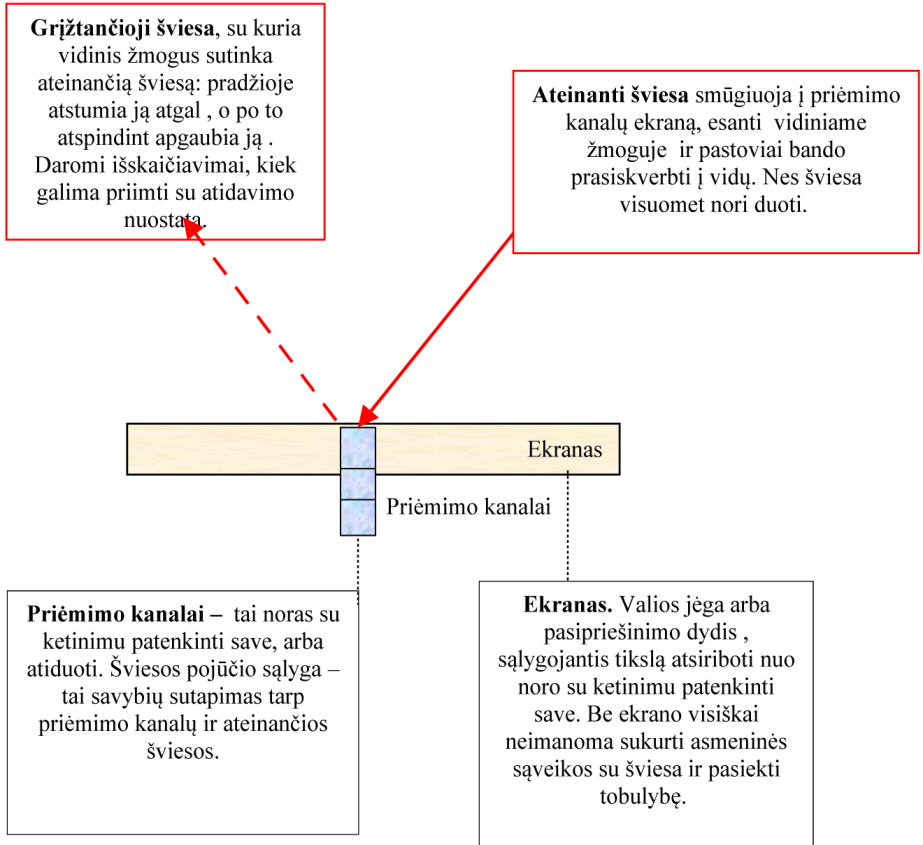 Grįžtančioji šviesa, su kuria
vidinis žmogus sutinka
ateinančią šviesą: pradžioje
atstumia ją atgal , o po to
atspindint apgaubia ją .
Daromi išskaičiavimai, kiek
galima priimti su atidavimo
nuostata.
Ateinanti šviesa smūgiuoja į priėmimo
kanalų ekraną, esanti vidiniame
žmoguje ir pastoviai bando
prasiskverbti į vidų. Nes šviesa
visuomet nori duoti.
Ekranas
Priėmimo kanalai
Priėmimo kanalai – tai noras su
ketinimu patenkinti save, arba
atiduoti. Šviesos pojūčio sąlyga –
tai savybių sutapimas tarp
priėmimo kanalų ir ateinančios
šviesos.
Ekranas. Valios jėga arba
pasipriešinimo dydis ,
sąlygojantis tikslą atsiriboti nuo
noro su ketinimu patenkinti
save. Be ekrano visiškai
neimanoma sukurti asmeninės
sąveikos su šviesa ir pasiekti
tobulybę.